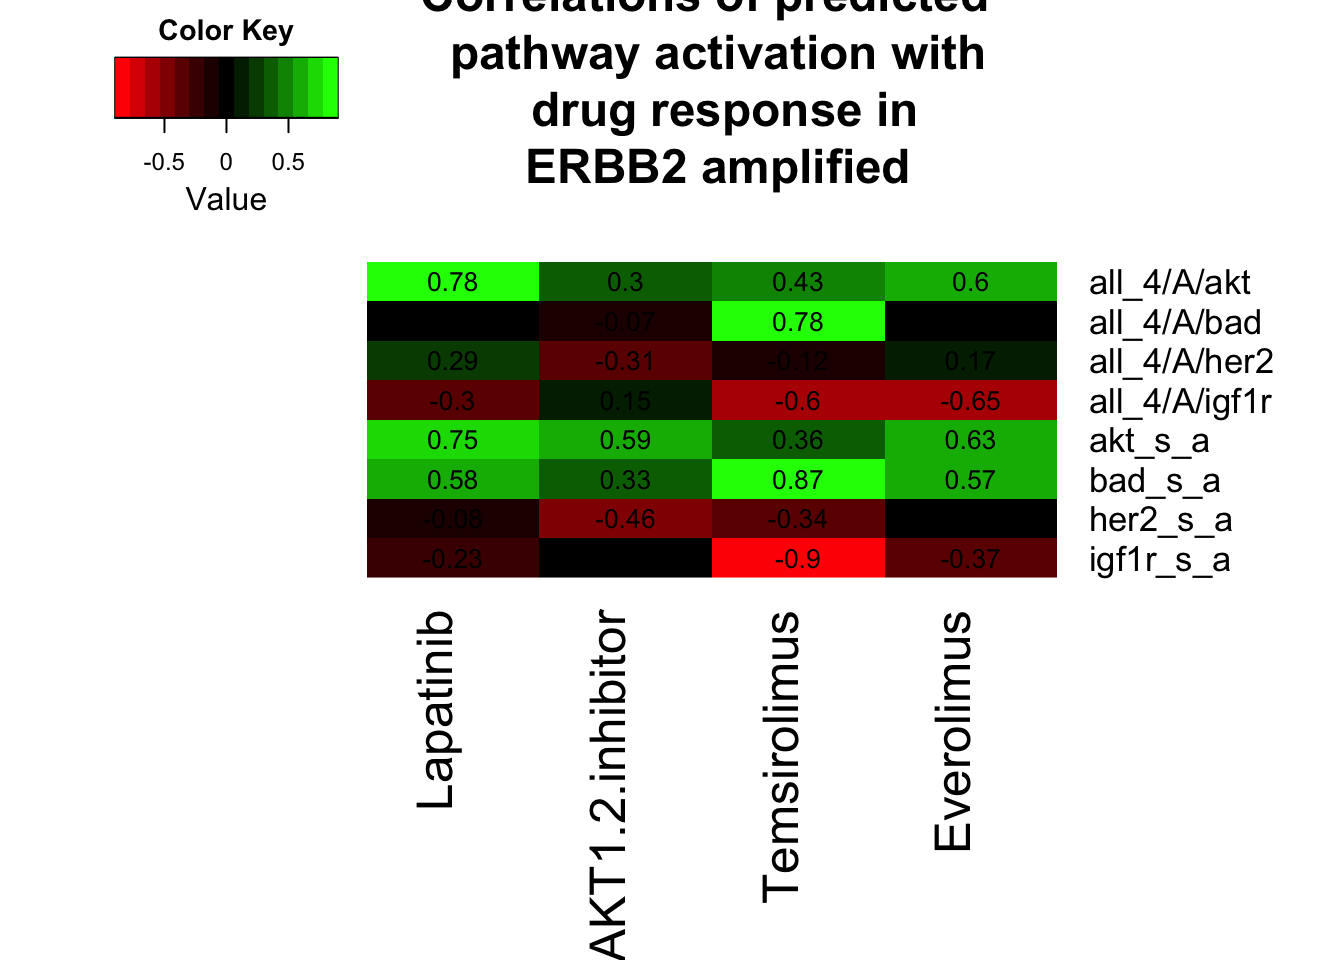 Color Key
-0.5 0 0.5
Value
Correlations of predicted
pathway activation with
drug response in
ERBB2 amplified
0.78 0.3 0.43 0.6 all_4/A/akt
-0.07 0.78 all_4/A/bad
0.29 -0.31 -0.12 0.17 all_4/A/her2
-0.3 0.15 -0.6 -0.65 all_4/A/igf1r
0.75 0.59 0.36 0.63 akt_s_a
0.58 0.33 0.87 0.57 bad_s_a
-0.08 -0.46 -0.34 her2_s_a
-0.23 -0.9 -0.37 igf1r_s_a
Lapatinib
AKT1.2.inhibitor
Temsirolimus
Everolimus